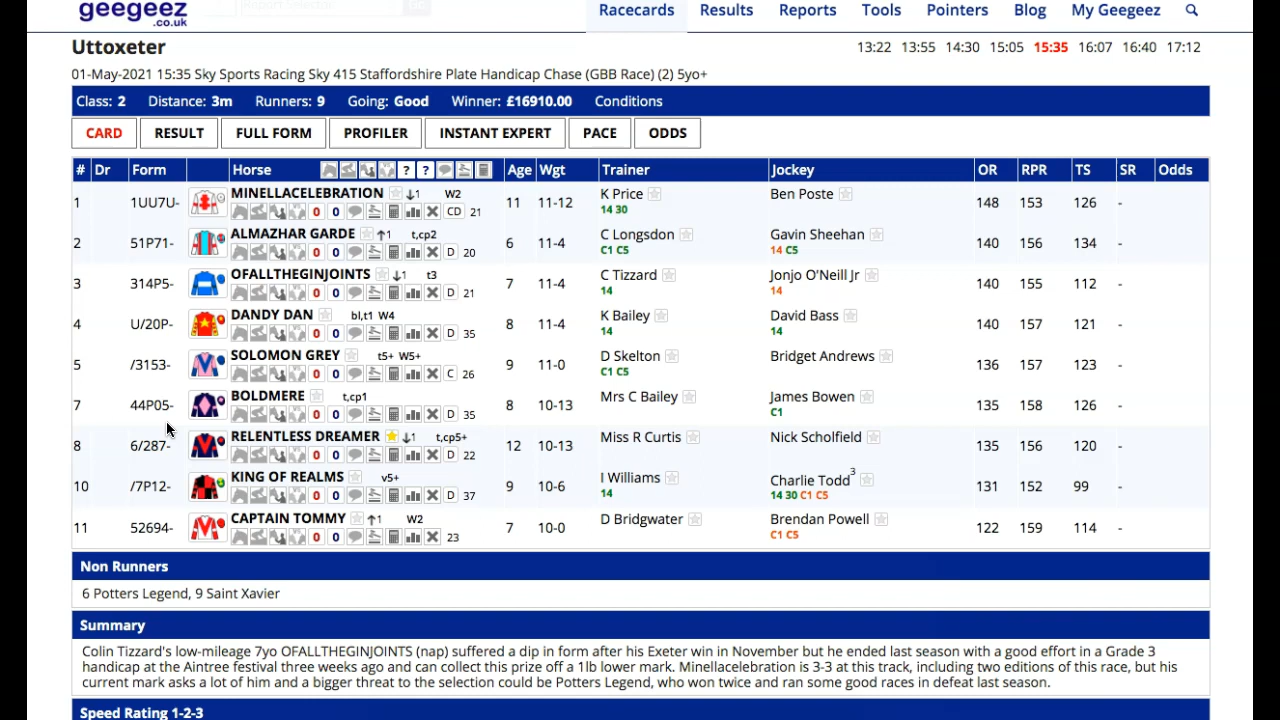 geegeez
.co.uk
Report Selector
Go
Racecards Results Reports Tools Pointers Blog My Geegeez
Uttoxeter
13:22 13:55 14:30 15:05 15:35 16:07 16:40 17:12
01-May-2021 15:35 Sky Sports Racing Sky 415 Staffordshire Plate Handicap Chase (GBB Race) (2) 5yo+
Class: 2 Distance: 3m Runners: 9 Going: Good Winner: £16910.00 Conditions
CARD RESULT FULL FORM PROFILER INSTANT EXPERT PACE ODDS
# Dr Form Horse ? ? Age Wgt Trainer Jockey OR RPR TS SR Odds
1 1UU7U- MINELLACELEBRATION ↓1 W2 11 11-12 K Price Ben Poste 148 153 126 -
0 0 CD 21 14 30
2 51P71- ALMAZHAR GARDE ↑1 t,cp2 6 11-4 C Longsdon Gavin Sheehan 140 156 134 -
0 0 D 20 C1 C5 14 C5
3 314P5- OFALLTHEGINJOINTS ↓1 t3 7 11-4 C Tizzard Jonjo O'Neill Jr 140 155 112 -
0 0 D 21 14 14
4 U/20P- DANDY DAN bl,t1 W4 8 11-4 K Bailey David Bass 140 157 121 -
0 0 D 35 14 14
5 /3153- SOLOMON GREY t5+ W5+ 9 11-0 D Skelton Bridget Andrews 136 157 123 -
0 0 C 26 C1 C5
7 44P05- BOLDMERE t,cp1 8 10-13 Mrs C Bailey James Bowen 135 158 126 -
0 0 D 35 C1
8 6/287- RELENTLESS DREAMER ↓1 t,cp5+ 12 10-13 Miss R Curtis Nick Scholfield 135 156 120 -
0 0 D 22
10 /7P12- KING OF REALMS v5+ 9 10-6 I Williams Charlie Todd 3 131 152 99 -
0 0 D 37 14 14 30 C1 C5
11 52694- CAPTAIN TOMMY ↑1 W2 7 10-0 D Bridgwater Brendan Powell 122 159 114 -
0 0 23 C1 C5
Non Runners
6 Potters Legend, 9 Saint Xavier
Summary
Colin Tizzard's low-mileage 7yo OFALLTHEGINJOINTS (nap) suffered a dip in form after his Exeter win in November but he ended last season with a good effort in a Grade 3
handicap at the Aintree festival three weeks ago and can collect this prize off a 1lb lower mark. Minellacelebration is 3-3 at this track, including two editions of this race, but his
current mark asks a lot of him and a bigger threat to the selection could be Potters Legend, who won twice and ran some good races in defeat last season.
Speed Rating 1-2-3